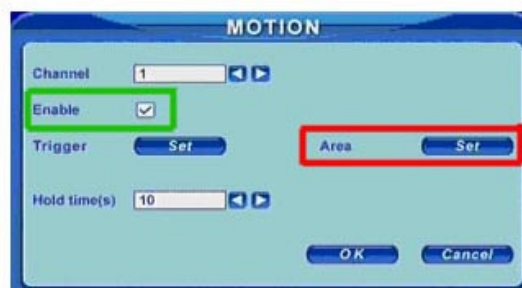 MOTION
Channel 1
Enable
Trigger Set Area Set
Hold time(s) 10
OK Cancel